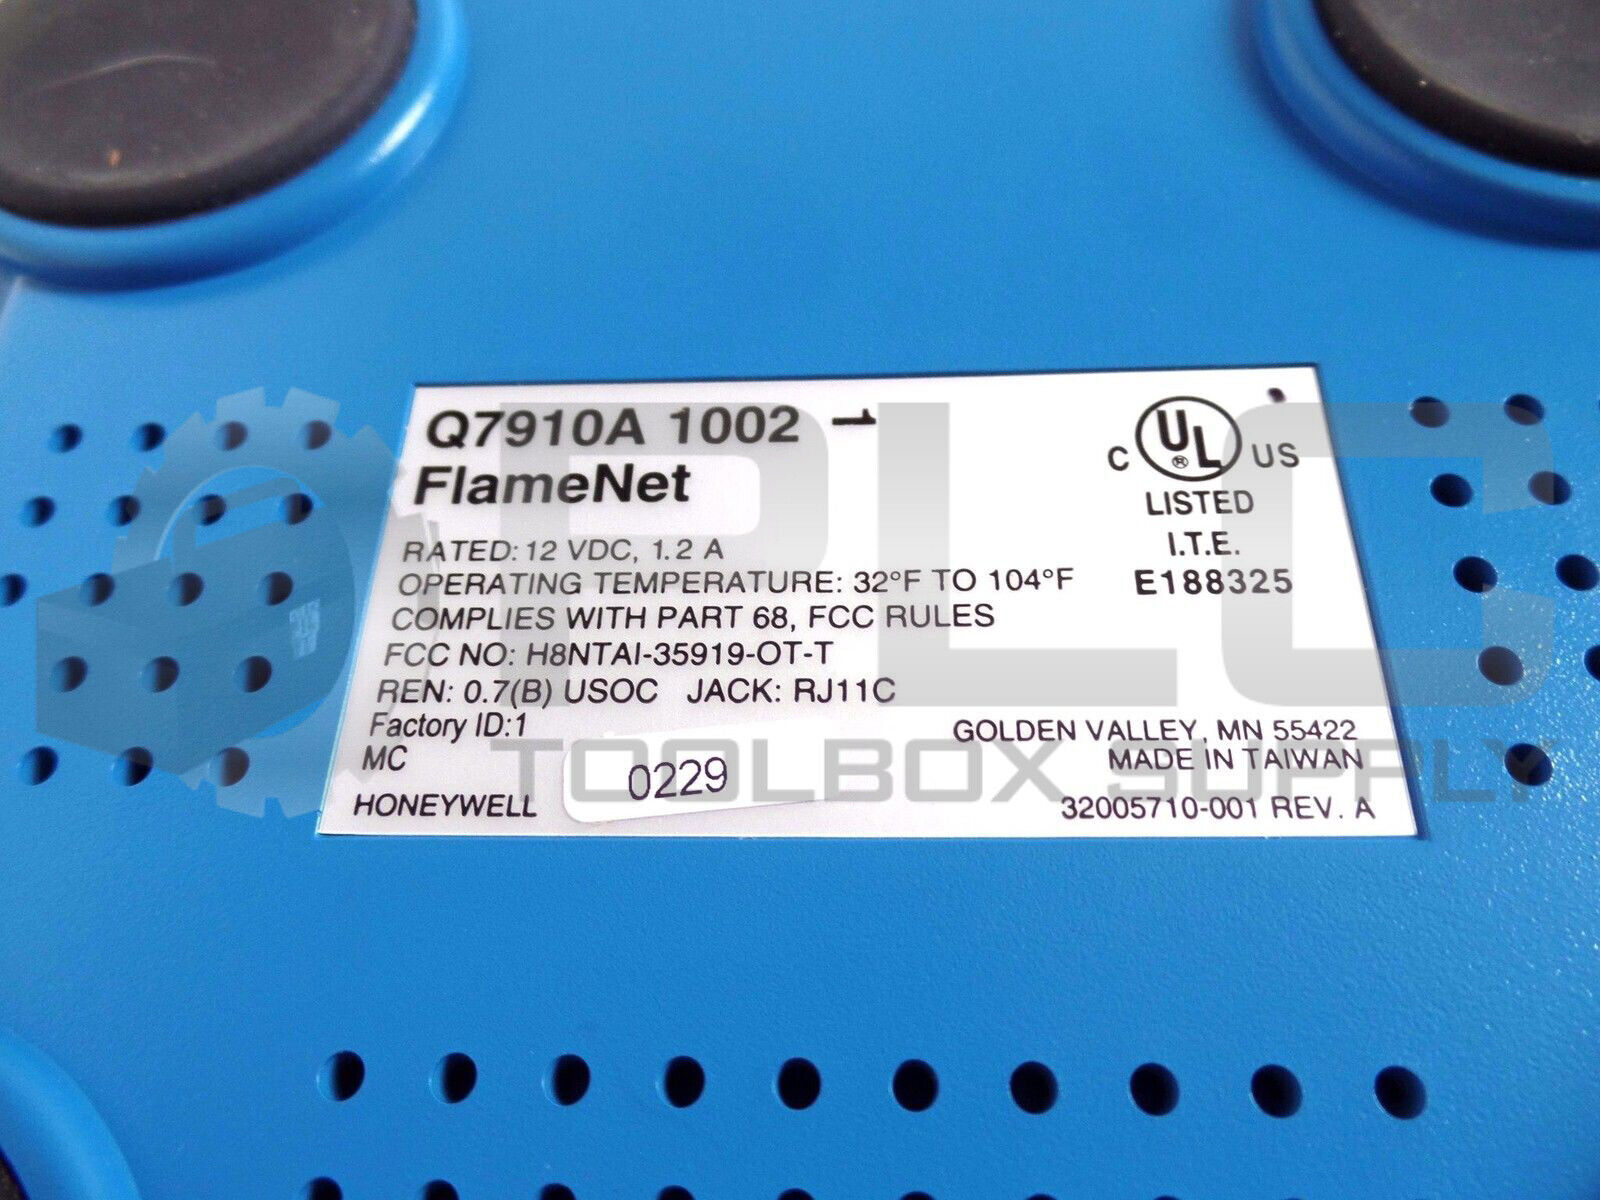 Q7910A 1002 1
FlameNet
RATED: 12 VDC, 1.2 A
OPERATING TEMPERATURE: 32°F TO 104°F
COMPLIES WITH PART 68, FCC RULES
FCC NO: H8NTAI-35919-OT-T
REN: 0.7(B) USOC JACK: RJ11C
Factory ID:1
MC
HONEYWELL
0229
C UL ® US
LISTED
I.T.E.
E188325
GOLDEN VALLEY, MN 55422
MADE IN TAIWAN
32005710-001 REV. A
PLC
TOOLBOX SUPPLY